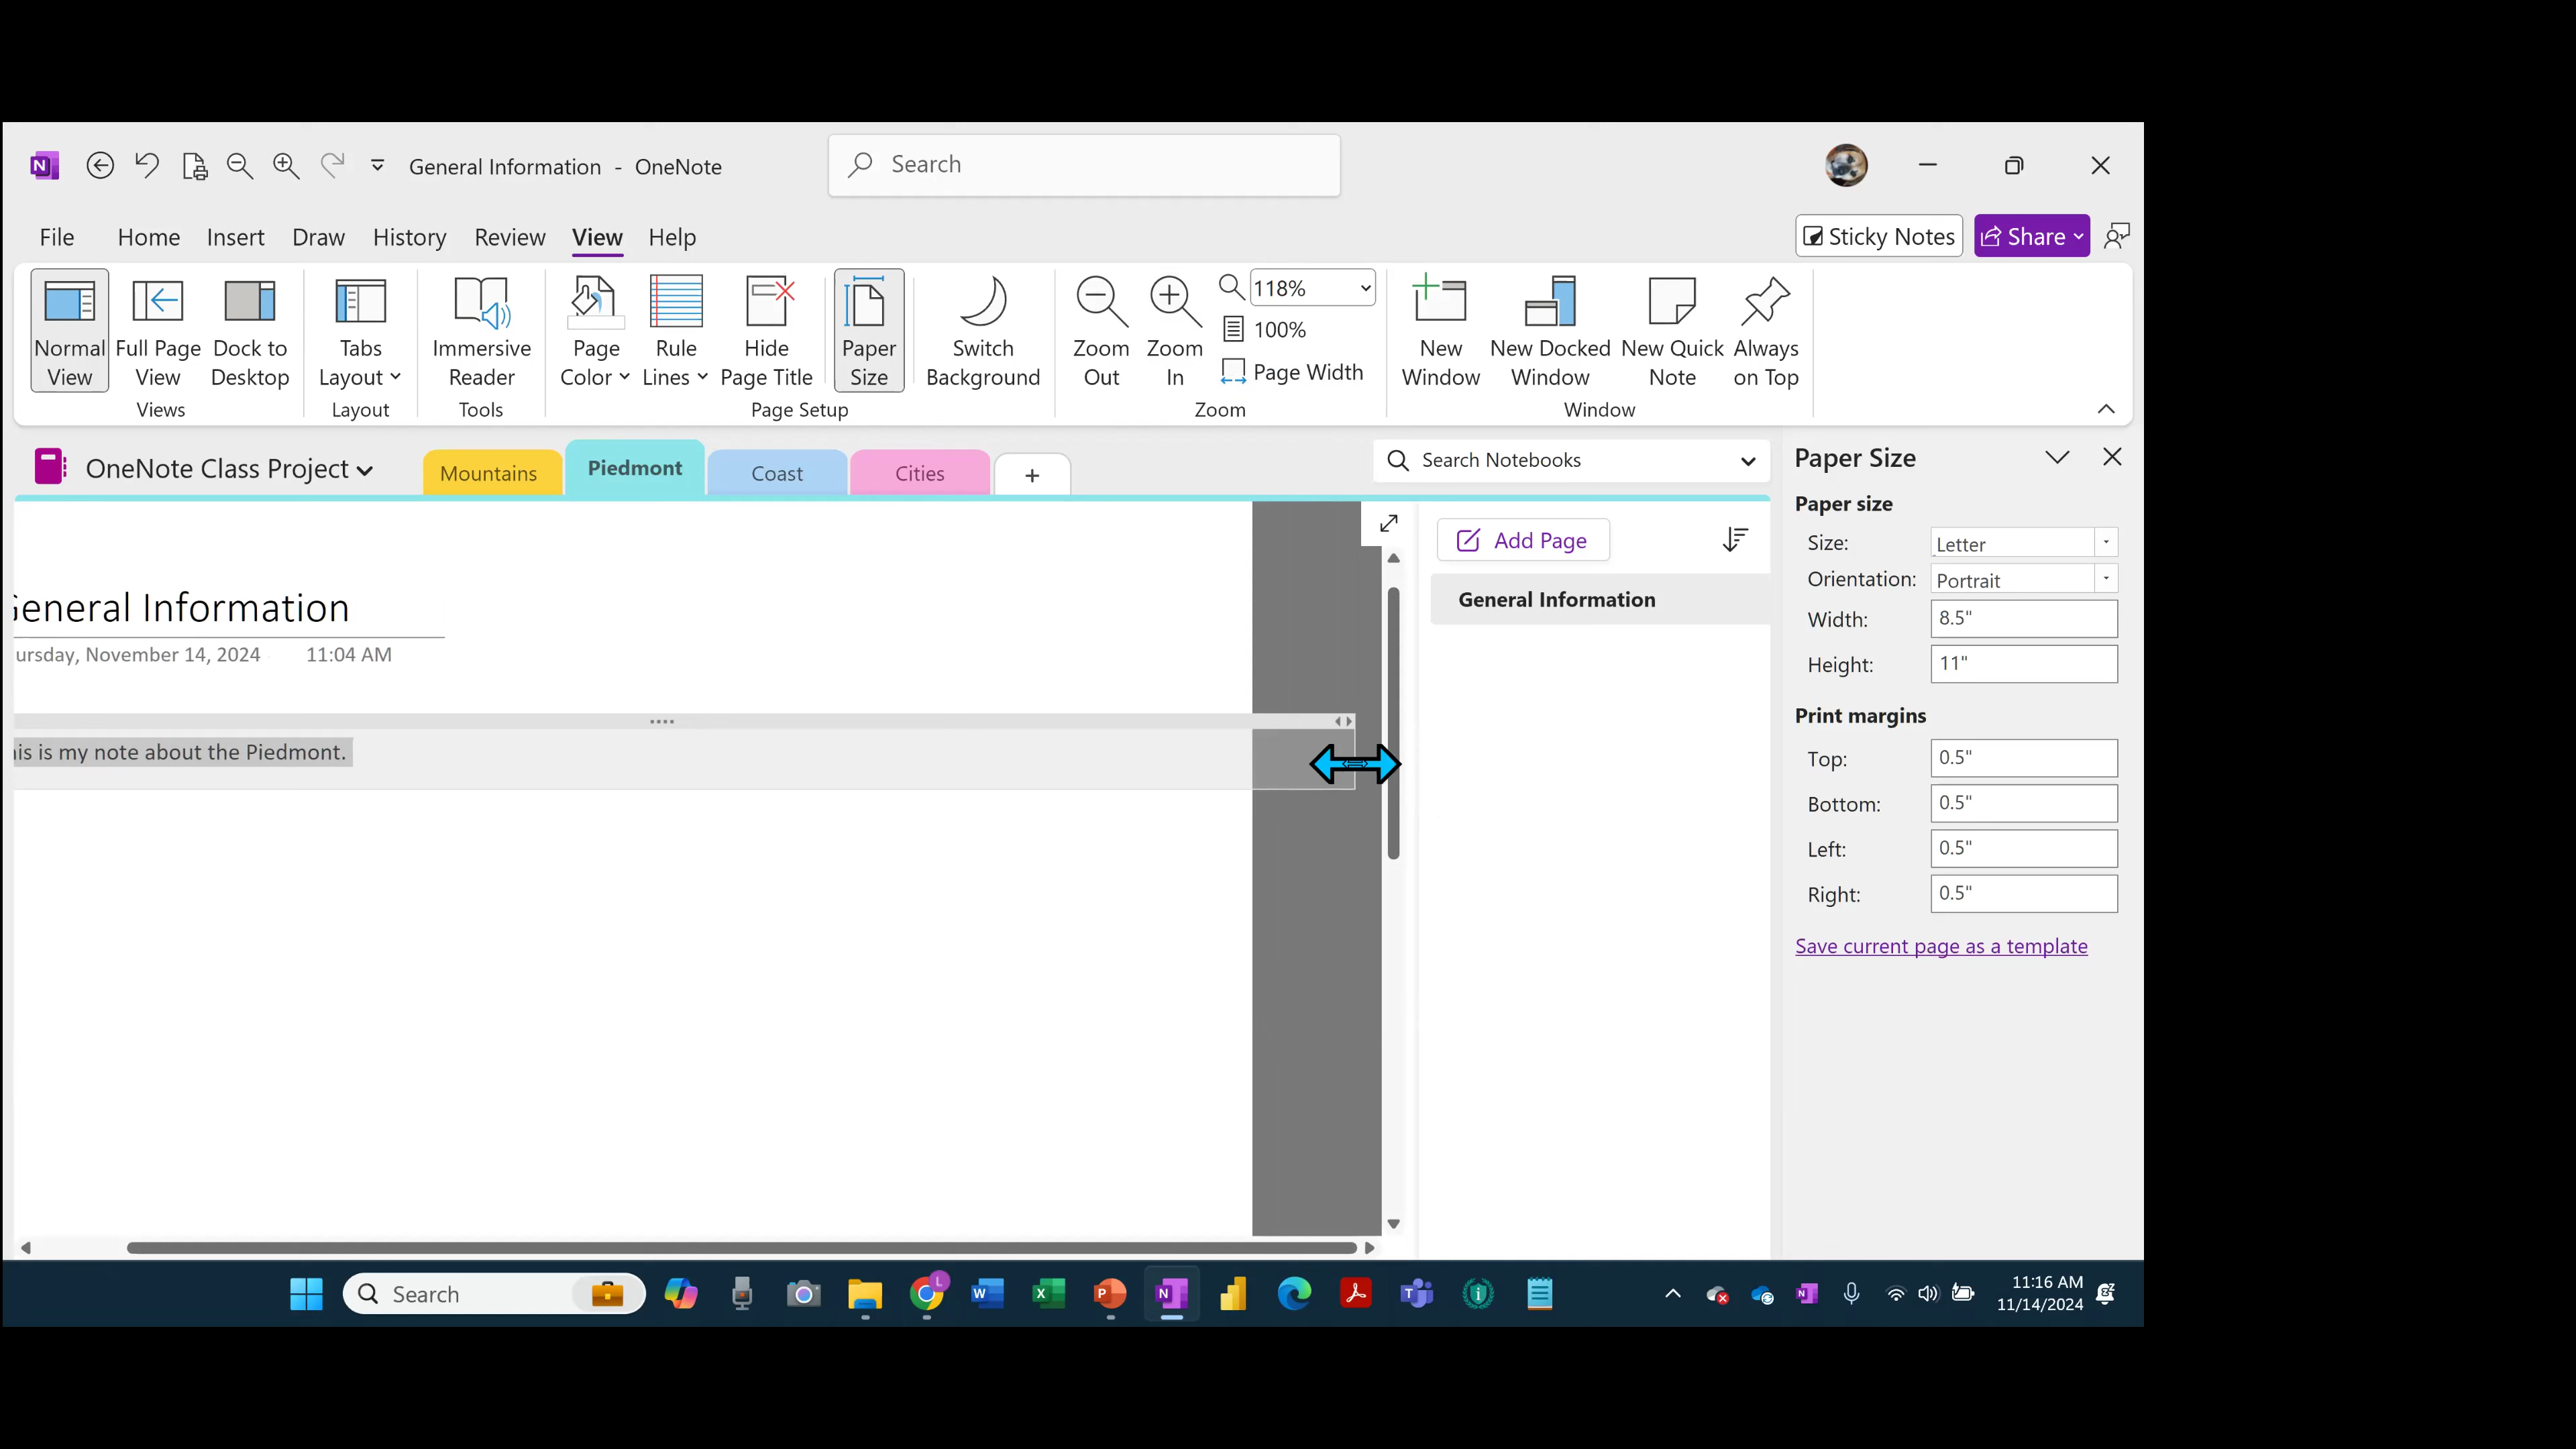 General Information - OneNote
Search
File Home Insert Draw History Review View Help
Sticky Notes Share
Normal View
Full Page View
Dock to Desktop
Views
Tabs Layout
Layout
Immersive Reader
Tools
Page Color
Rule Lines
Hide Page Title
Paper Size
Page Setup
Switch Background
Zoom Out
Zoom In
118%
100%
Page Width
Zoom
New Window
New Docked Window
New Quick Note
Always on Top
Window
OneNote Class Project
Mountains
Piedmont
Coast
Cities
+
Search Notebooks
General Information
ursday, November 14, 2024 11:04 AM
his is my note about the Piedmont.
Add Page
General Information
Paper Size
Paper size
Size: Letter
Orientation: Portrait
Width: 8.5"
Height: 11"
Print margins
Top: 0.5"
Bottom: 0.5"
Left: 0.5"
Right: 0.5"
Save current page as a template
Search
11:16 AM
11/14/2024